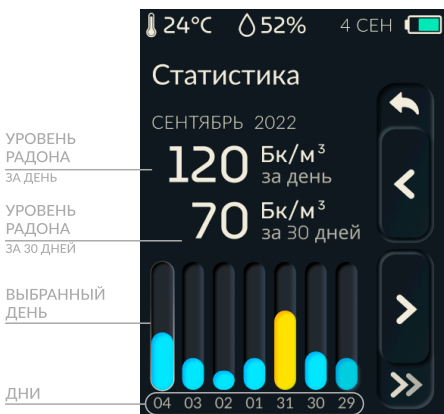 24°C 52% 4 СЕН
Статистика
СЕНТЯБРЬ 2022
УРОВЕНЬ
РАДОНА
ЗА ДЕНЬ
120 Бк/м³
за день
УРОВЕНЬ
РАДОНА
ЗА 30 ДНЕЙ
70 Бк/м³
за 30 дней
ВЫБРАННЫЙ
ДЕНЬ
ДНИ
04 03 02 01 31 30 29